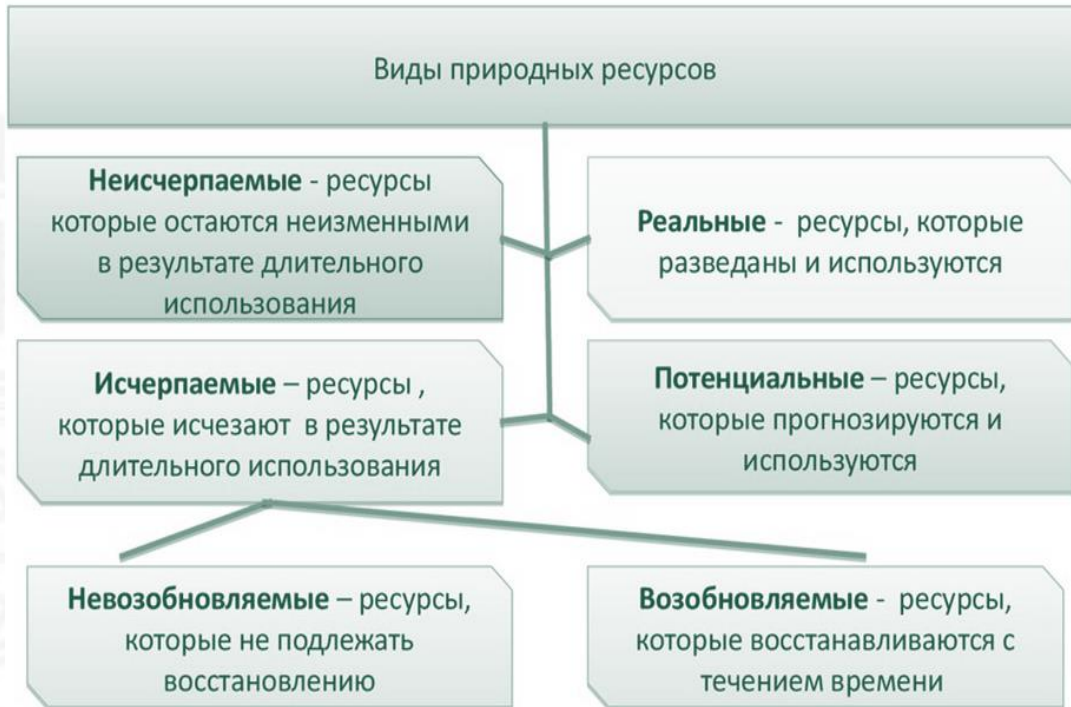 Виды природных ресурсов
Неисчерпаемые - ресурсы
которые остаются неизменными
в результате длительного
использования
Реальные - ресурсы, которые
разведаны и используются
Исчерпаемые – ресурсы ,
которые исчезают в результате
длительного использования
Потенциальные – ресурсы,
которые прогнозируются и
используются
Невозобновляемые – ресурсы,
которые не подлежать
восстановлению
Возобновляемые - ресурсы,
которые восстанавливаются с
течением времени